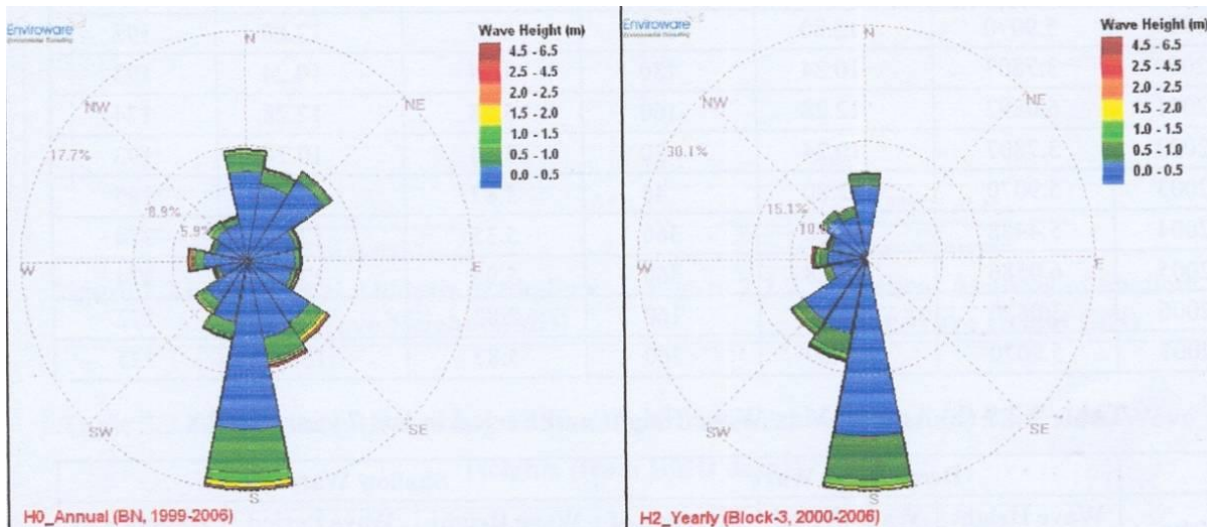 Enviroware
Environmental Consulting
Wave Height (m)
4.5 - 6.5
2.5 - 4.5
2.0 - 2.5
1.5 - 2.0
1.0 - 1.5
0.5 - 1.0
0.0 - 0.5
N
NE
E
SE
S
SW
W
NW
17.7%
8.9%
5.9%
H0_Annual (BN, 1999-2006)
Enviroware
Environmental Consulting
Wave Height (m)
4.5 - 6.5
2.5 - 4.5
2.0 - 2.5
1.5 - 2.0
1.0 - 1.5
0.5 - 1.0
0.0 - 0.5
N
NE
E
SE
S
SW
W
NW
30.1%
15.1%
H2_Yearly (Block-3, 2000-2006)